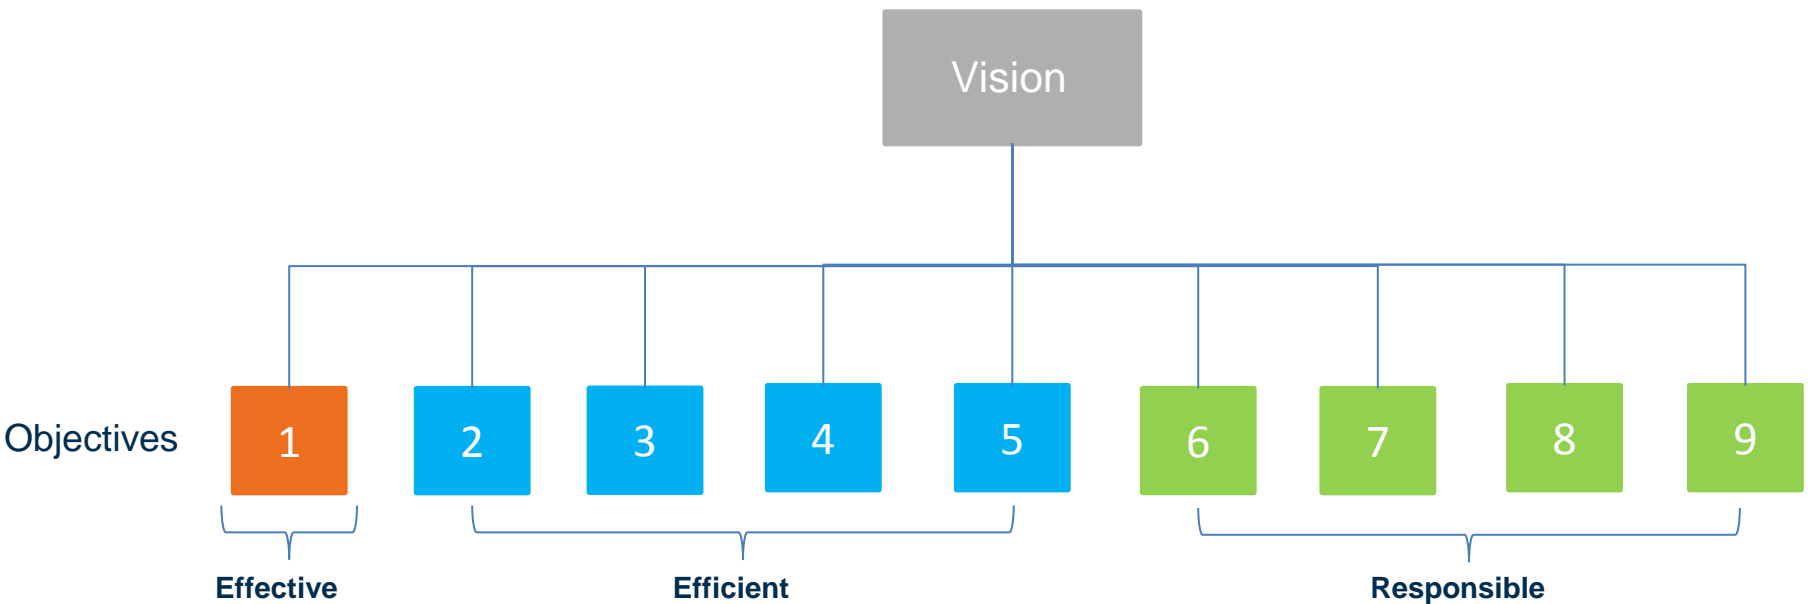 Vision
Objectives 1 2 3 4 5 6 7 8 9
Effective Efficient Responsible